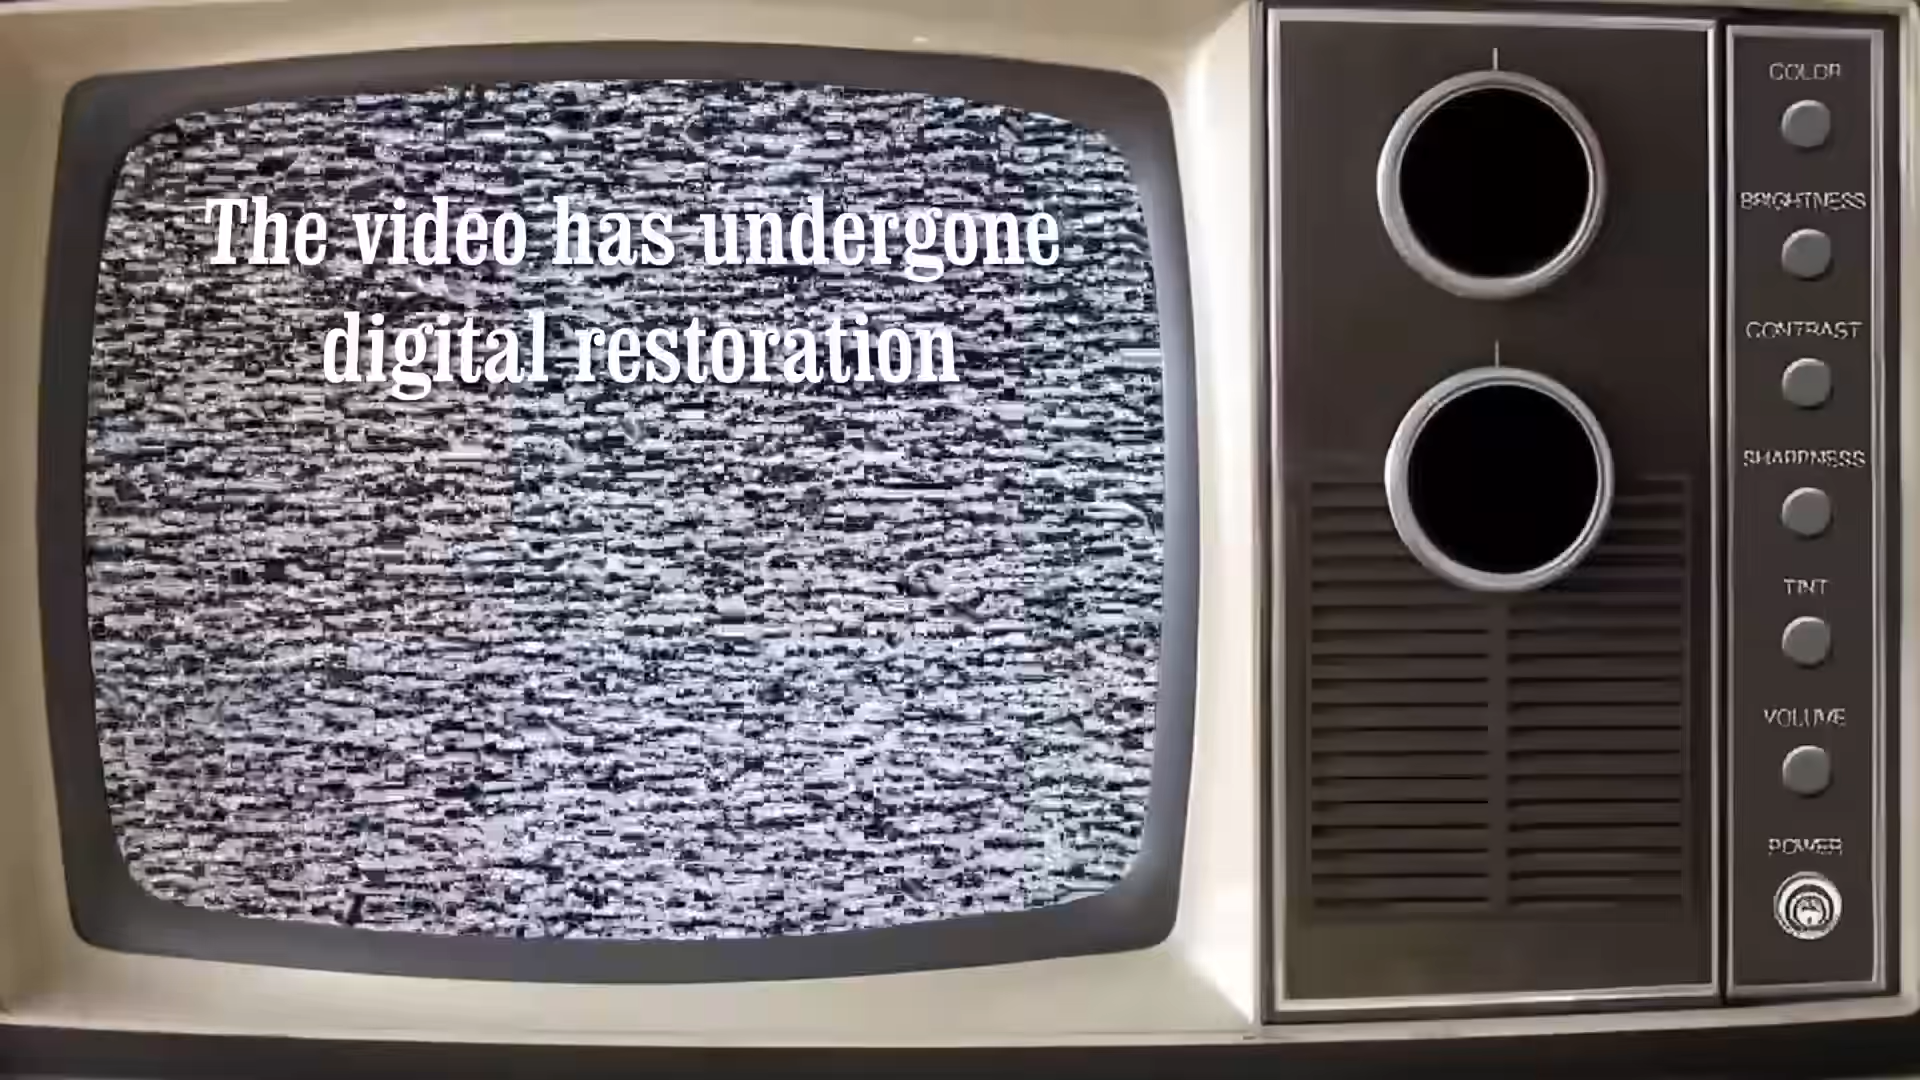 The video has undergone
digital restoration
COLOR
BRIGHTNESS
CONTRAST
SHARPNESS
TINT
VOLUME
POWER